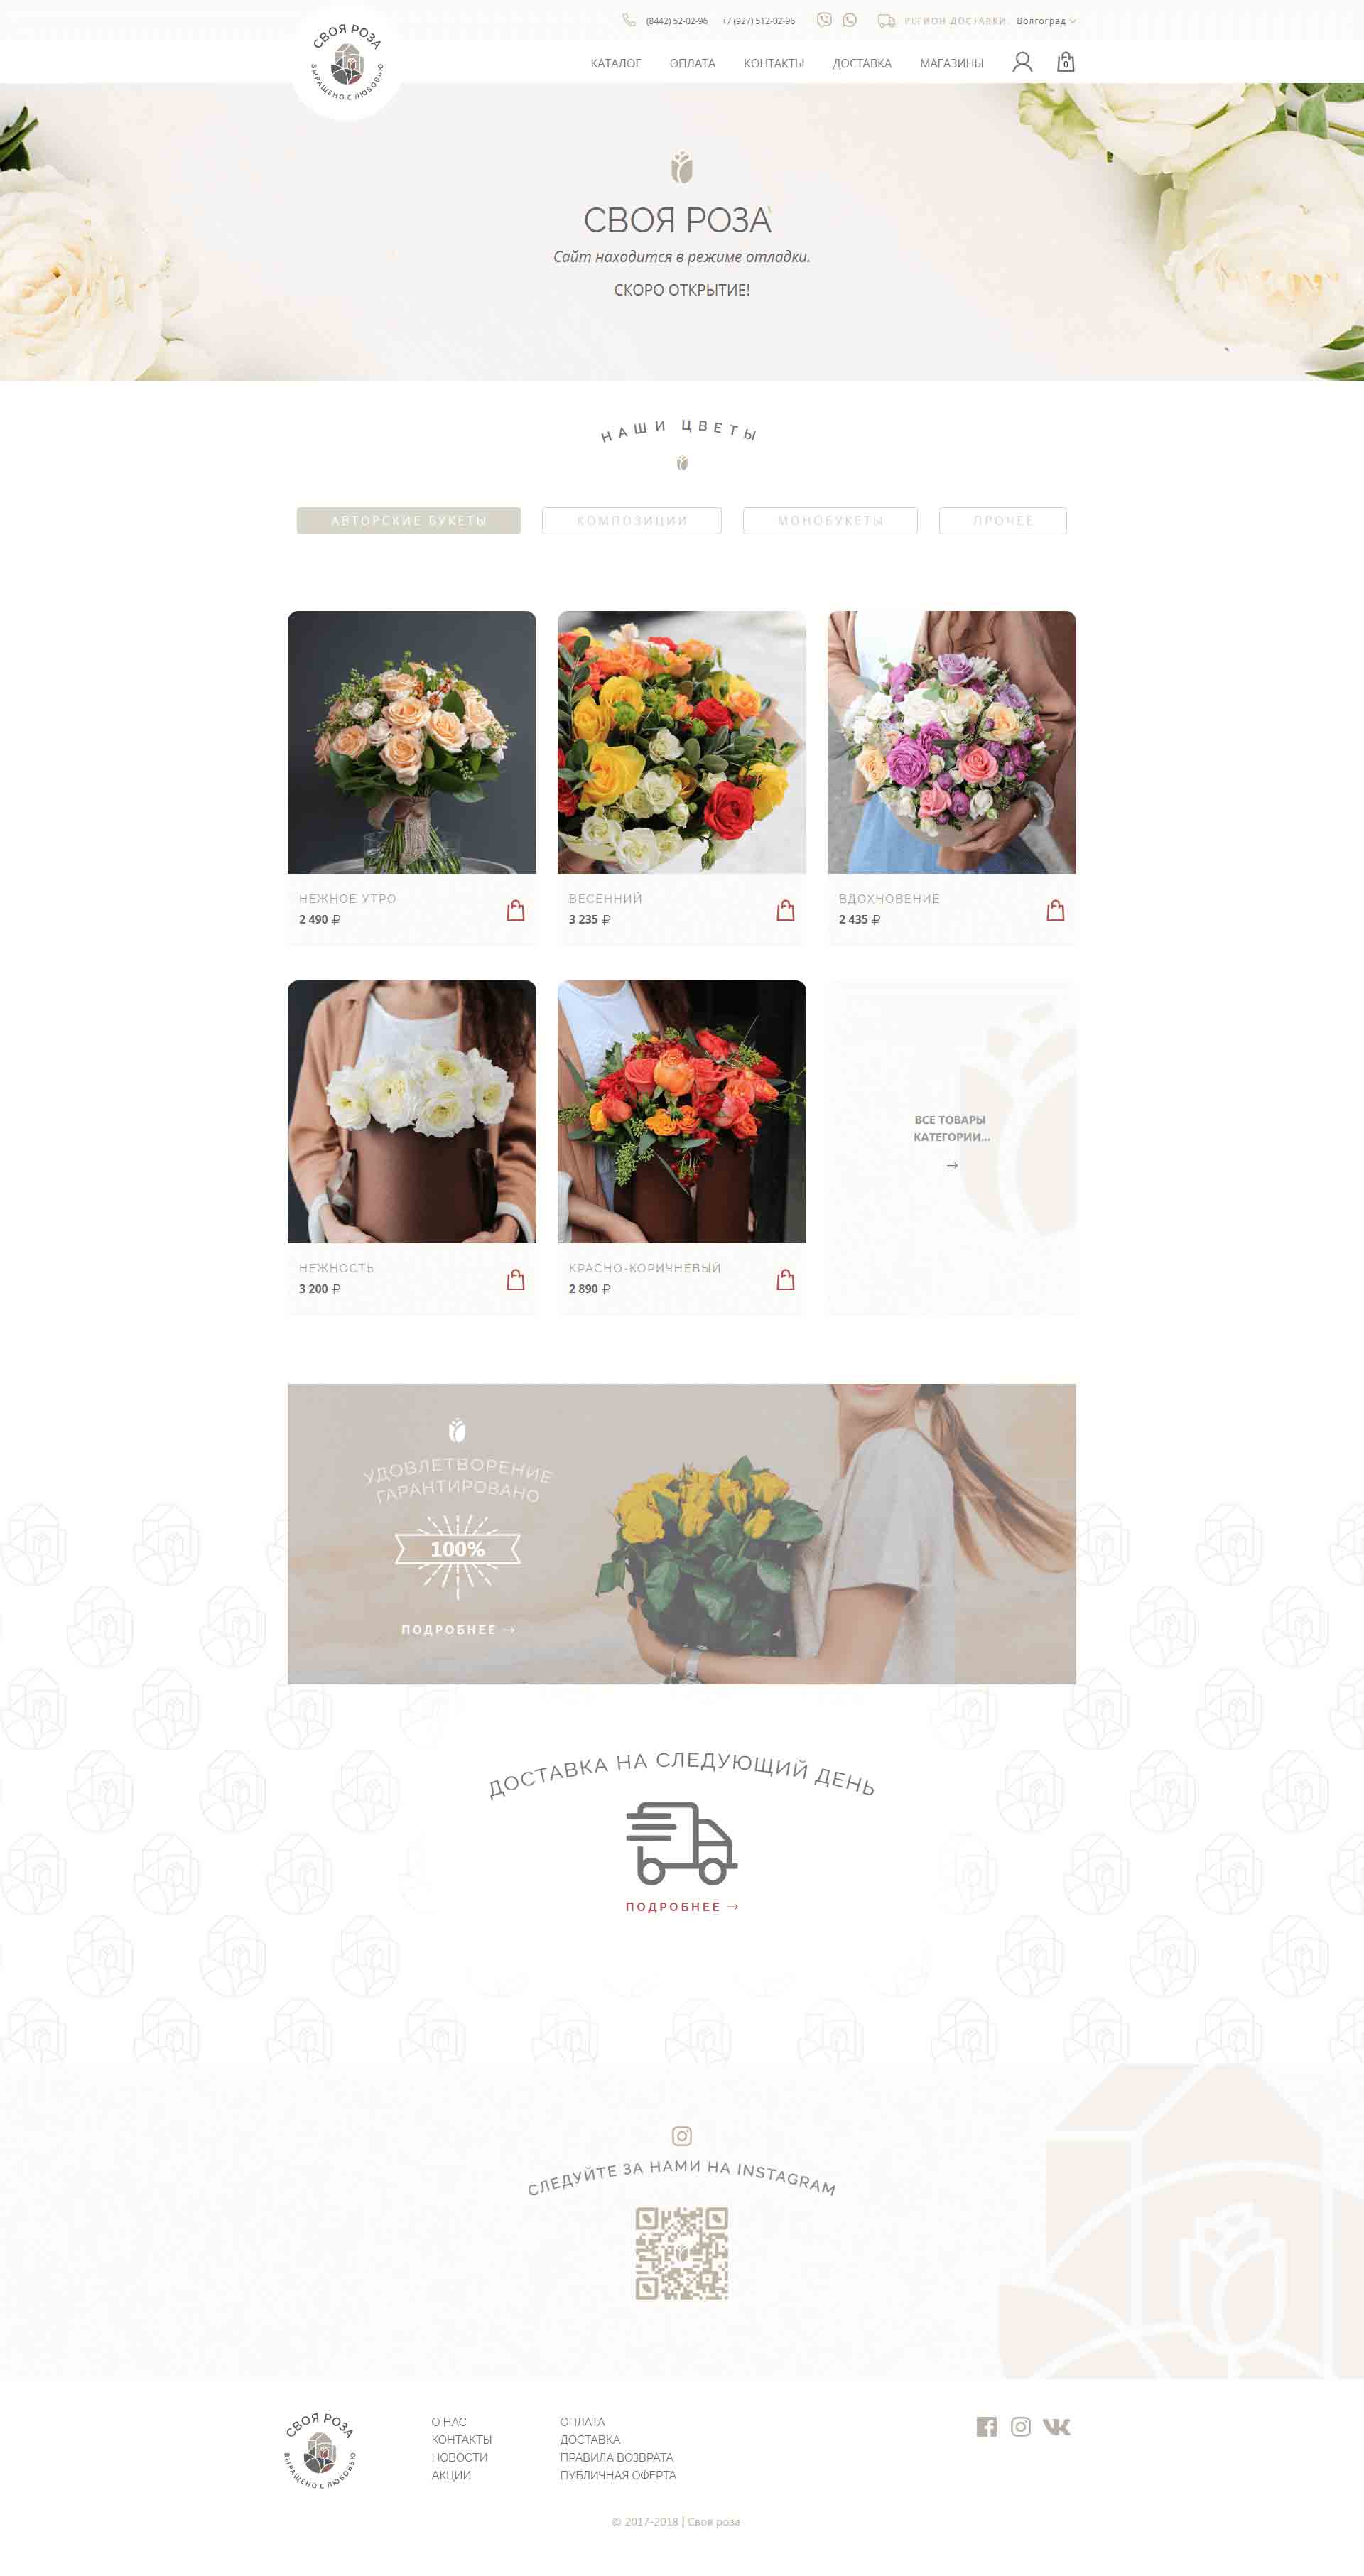 (8442) 52-02-96 +7 (927) 512-02-96 РЕГИОН ДОСТАВКИ: Волгоград
СВОЯ РОЗА
ВЫРАЩЕНО С ЛЮБОВЬЮ
КАТАЛОГ ОПЛАТА КОНТАКТЫ ДОСТАВКА МАГАЗИНЫ 0
СВОЯ РОЗА
Сайт находится в режиме отладки.
СКОРО ОТКРЫТИЕ!
НАШИ ЦВЕТЫ
АВТОРСКИЕ БУКЕТЫ КОМПОЗИЦИИ МОНОБУКЕТЫ ПРОЧЕЕ
НЕЖНОЕ УТРО
2 490 ₽
ВЕСЕННИЙ
3 235 ₽
ВДОХНОВЕНИЕ
2 435 ₽
НЕЖНОСТЬ
3 200 ₽
КРАСНО-КОРИЧНЕВЫЙ
2 890 ₽
ВСЕ ТОВАРЫ
КАТЕГОРИИ...
УДОВЛЕТВОРЕНИЕ
ГАРАНТИРОВАНО
100%
ПОДРОБНЕЕ →
ДОСТАВКА НА СЛЕДУЮЩИЙ ДЕНЬ
ПОДРОБНЕЕ →
СЛЕДУЙТЕ ЗА НАМИ НА INSTAGRAM
СВОЯ РОЗА
ВЫРАЩЕНО С ЛЮБОВЬЮ
О НАС
КОНТАКТЫ
НОВОСТИ
АКЦИИ
ОПЛАТА
ДОСТАВКА
ПРАВИЛА ВОЗВРАТА
ПУБЛИЧНАЯ ОФЕРТА
© 2017-2018 | Своя роза